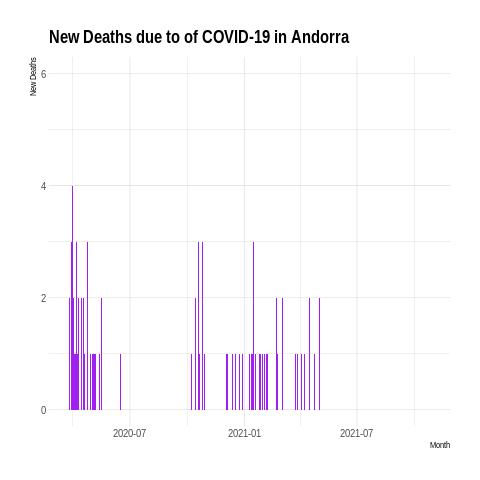 New Deaths due to of COVID-19 in Andorra
New Deaths
6
4
2
0
2020-07 2021-01 2021-07
Month